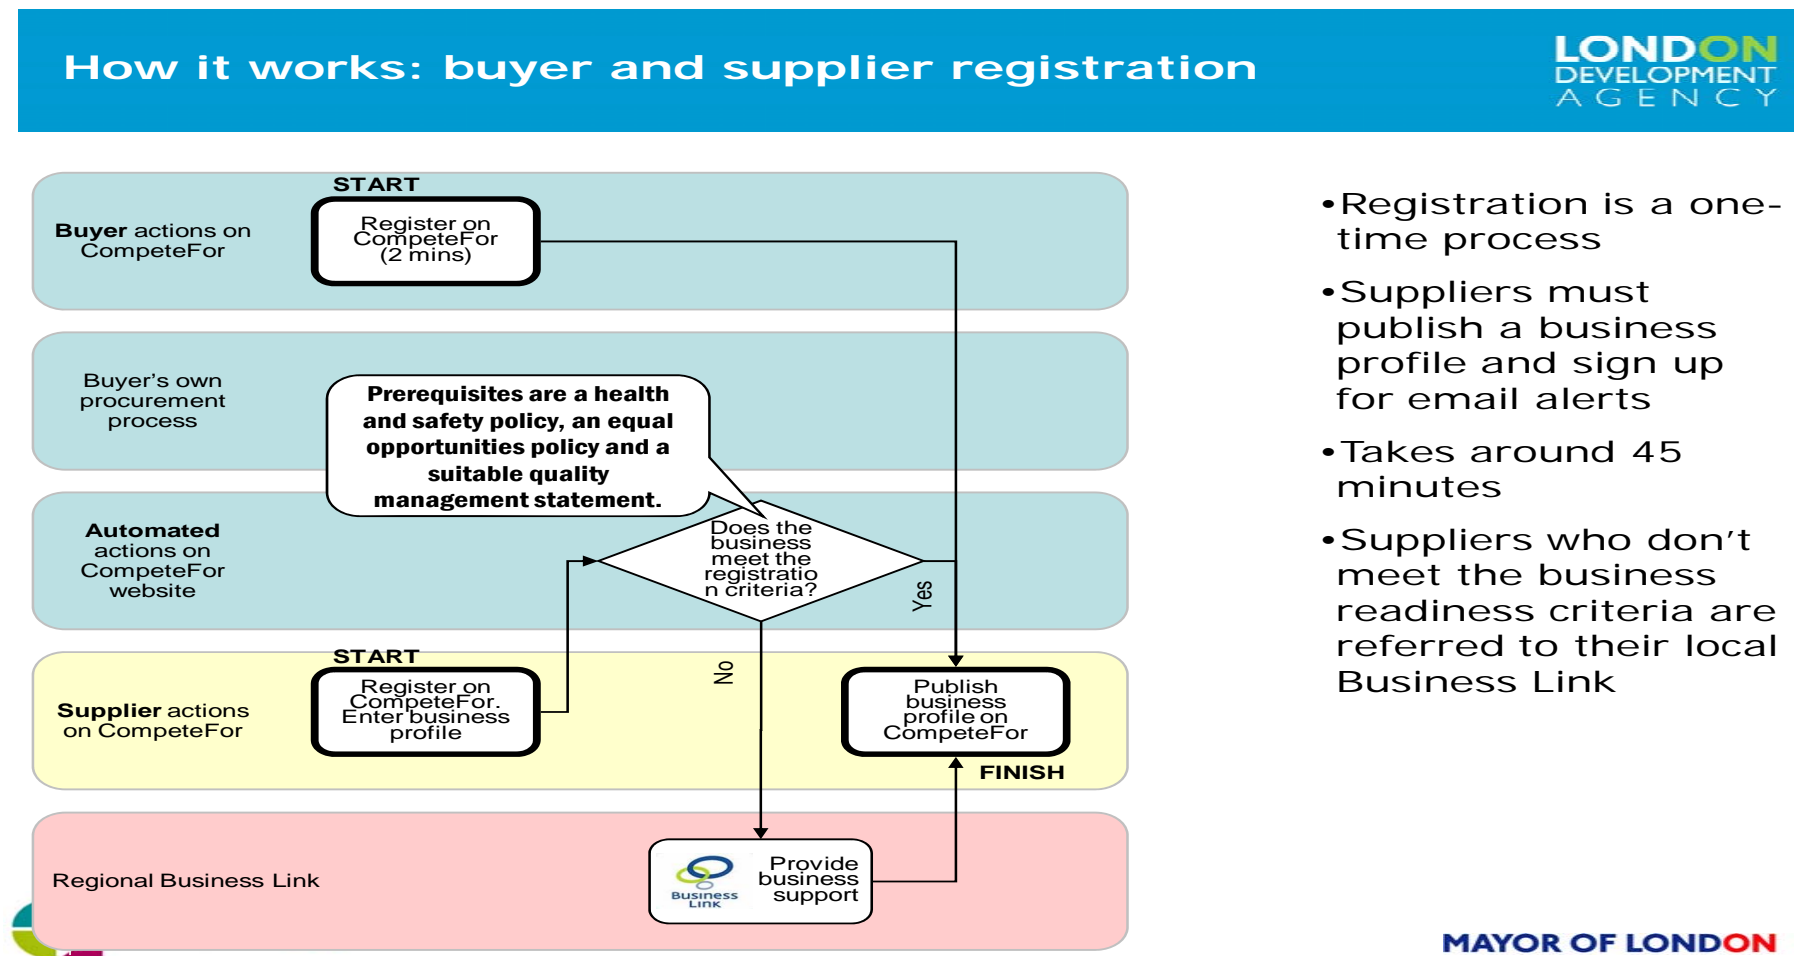 How it works: buyer and supplier registration
LONDON
DEVELOPMENT
AGENCY
START
Buyer actions on
CompeteFor
Register on
CompeteFor
(2 mins)
Buyer’s own
procurement
process
Prerequisites are a health
and safety policy, an equal
opportunities policy and a
suitable quality
management statement.
Automated
actions on
CompeteFor
website
Does the
business
meet the
registratio
n criteria?
Yes
No
START
Supplier actions
on CompeteFor
Register on
CompeteFor.
Enter business
profile
Publish
business
profile on
CompeteFor
FINISH
Regional Business Link
Business
Link
Provide
business
support
•Registration is a one-
time process
•Suppliers must
publish a business
profile and sign up
for email alerts
•Takes around 45
minutes
•Suppliers who don’t
meet the business
readiness criteria are
referred to their local
Business Link
MAYOR OF LONDON